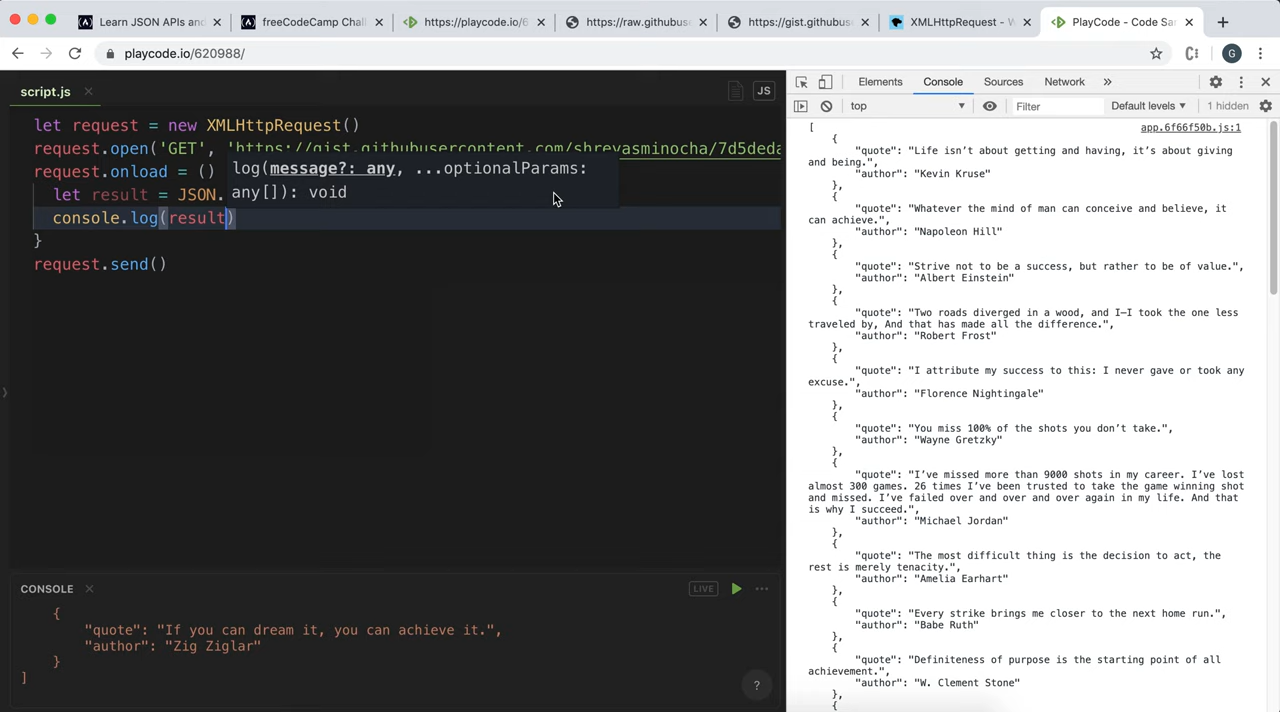 Learn JSON APIs and
freeCodeCamp Chal
https://playcode.io/6
https://raw.githubuse
https://gist.githubuse
XMLHttpRequest - W
PlayCode - Code Sa
playcode.io/620988/
G
script.js
JS
let request = new XMLHttpRequest()
request.open('GET', 'https://gist.githubusercontent.com/shreyasminocha/7d5deda
request.onload = ()
log(message?: any, ...optionalParams:
any[]): void
let result = JSON.
console.log(result)
}
request.send()
CONSOLE
LIVE
{
"quote": "If you can dream it, you can achieve it.",
"author": "Zig Ziglar"
}
]
?
Elements
Console
Sources
Network
»
top
Filter
Default levels
1 hidden
app.6f66f50b.js:1
[
{
"quote": "Life isn’t about getting and having, it’s about giving
and being.",
"author": "Kevin Kruse"
},
{
"quote": "Whatever the mind of man can conceive and believe, it
can achieve.",
"author": "Napoleon Hill"
},
{
"quote": "Strive not to be a success, but rather to be of value.",
"author": "Albert Einstein"
},
{
"quote": "Two roads diverged in a wood, and I—I took the one less
traveled by, And that has made all the difference.",
"author": "Robert Frost"
},
{
"quote": "I attribute my success to this: I never gave or took any
excuse.",
"author": "Florence Nightingale"
},
{
"quote": "You miss 100% of the shots you don’t take.",
"author": "Wayne Gretzky"
},
{
"quote": "I’ve missed more than 9000 shots in my career. I’ve lost
almost 300 games. 26 times I’ve been trusted to take the game winning shot
and missed. I’ve failed over and over and over again in my life. And that
is why I succeed.",
"author": "Michael Jordan"
},
{
"quote": "The most difficult thing is the decision to act, the
rest is merely tenacity.",
"author": "Amelia Earhart"
},
{
"quote": "Every strike brings me closer to the next home run.",
"author": "Babe Ruth"
},
{
"quote": "Definiteness of purpose is the starting point of all
achievement.",
"author": "W. Clement Stone"
},
{